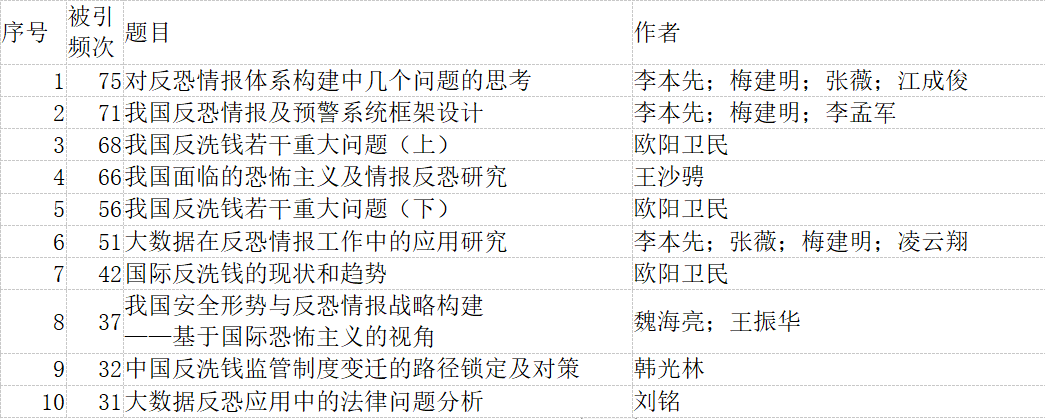 序号 被引频次 题目 作者
1 75 对反恐情报体系构建中几个问题的思考 李本先；梅建明；张薇；江成俊
2 71 我国反恐情报及预警系统框架设计 李本先；梅建明；李孟军
3 68 我国反洗钱若干重大问题（上） 欧阳卫民
4 66 我国面临的恐怖主义及情报反恐研究 王沙骋
5 56 我国反洗钱若干重大问题（下） 欧阳卫民
6 51 大数据在反恐情报工作中的应用研究 李本先；张薇；梅建明；凌云翔
7 42 国际反洗钱的现状和趋势 欧阳卫民
8 37 我国安全形势与反恐情报战略构建
——基于国际恐怖主义的视角 魏海亮；王振华
9 32 中国反洗钱监管制度变迁的路径锁定及对策 韩光林
10 31 大数据反恐应用中的法律问题分析 刘铭